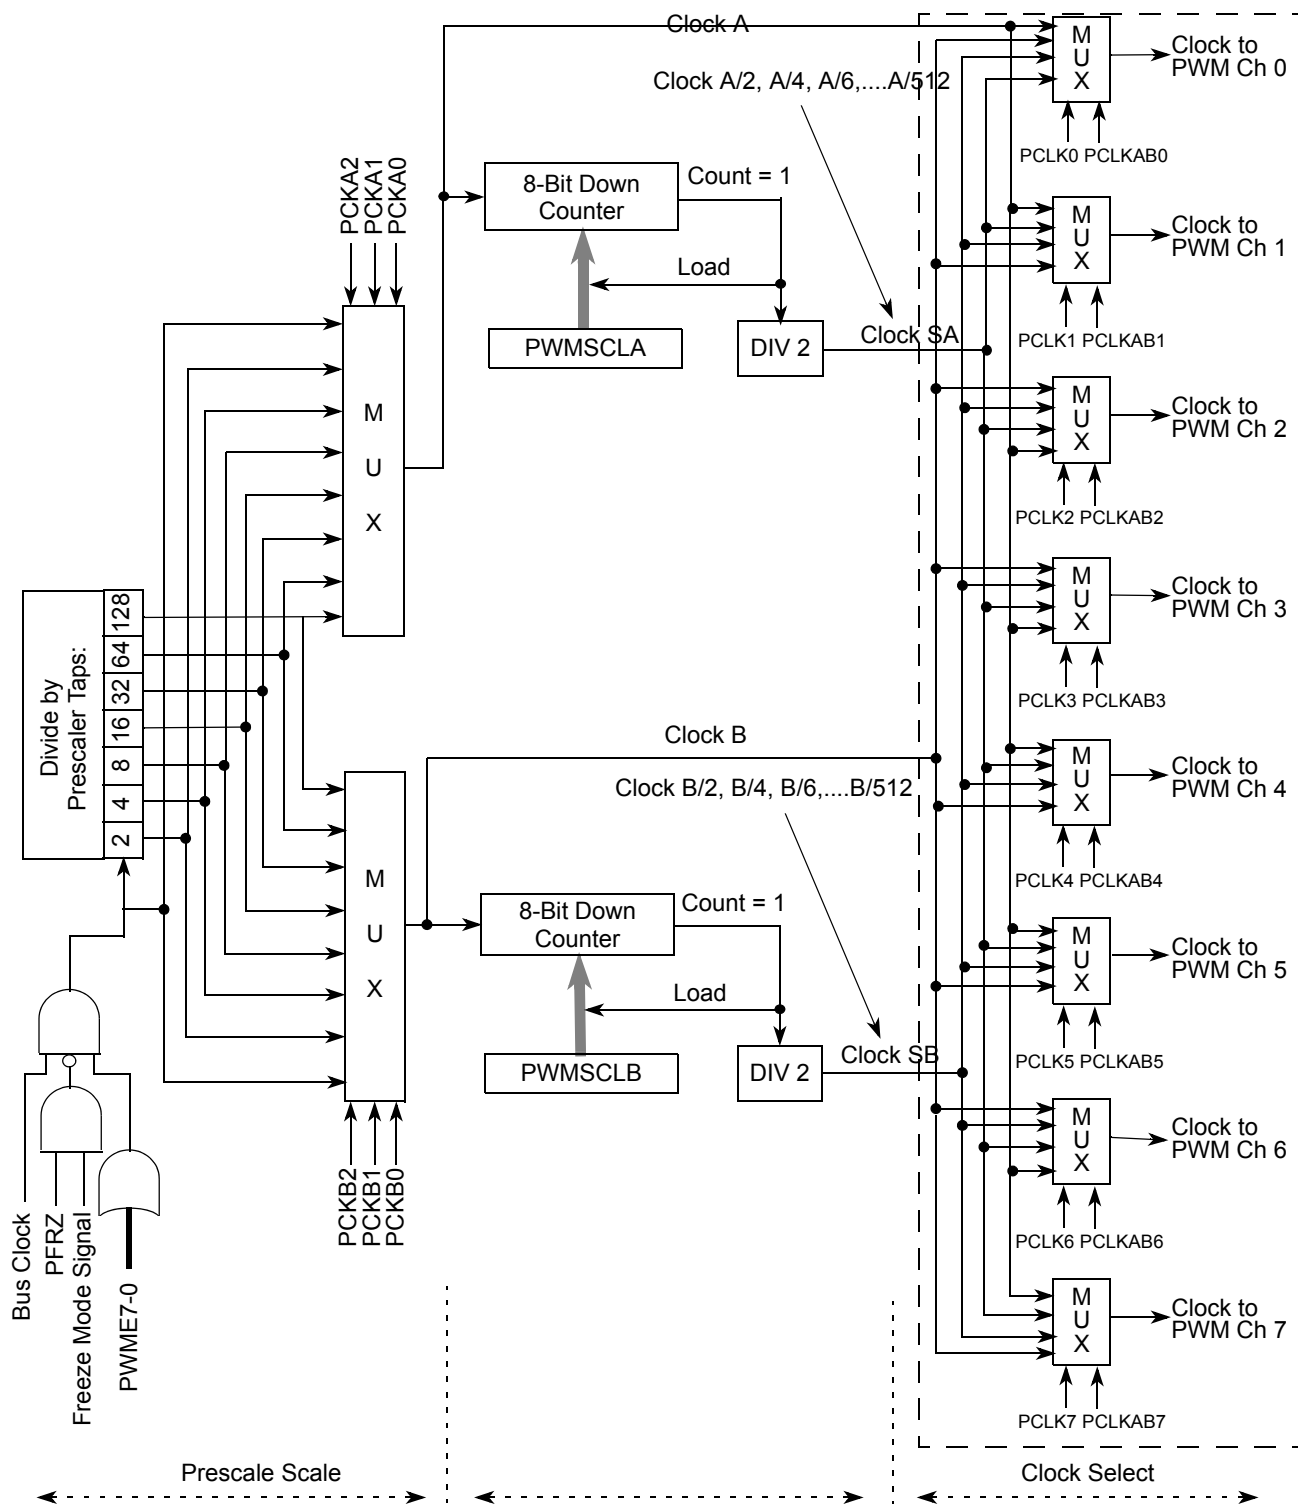 Clock A
Clock A/2, A/4, A/6,....A/512
M
U
X
Clock to
PWM Ch 0
PCLK0 PCLKAB0
PCKA2
PCKA1
PCKA0
8-Bit Down
Counter
Count = 1
Load
PWMSCLA
DIV 2
Clock SA
M
U
X
Clock to
PWM Ch 1
PCLK1 PCLKAB1
M
U
X
M
U
X
Clock to
PWM Ch 2
PCLK2 PCLKAB2
M
U
X
Clock to
PWM Ch 3
PCLK3 PCLKAB3
Divide by
Prescaler Taps:
128
64
32
16
8
4
2
Clock B
Clock B/2, B/4, B/6,....B/512
M
U
X
Clock to
PWM Ch 4
PCLK4 PCLKAB4
M
U
X
8-Bit Down
Counter
Count = 1
Load
PWMSCLB
DIV 2
Clock SB
M
U
X
Clock to
PWM Ch 5
PCLK5 PCLKAB5
PCKB2
PCKB1
PCKB0
M
U
X
Clock to
PWM Ch 6
PCLK6 PCLKAB6
Bus Clock
PFRZ
Freeze Mode Signal
PWME7-0
M
U
X
Clock to
PWM Ch 7
PCLK7 PCLKAB7
Prescale Scale
Clock Select